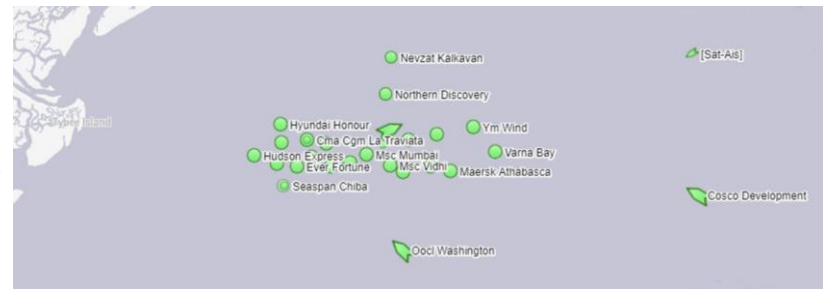 Nevzat Kalkavan
[Sat-Ais]
Northern Discovery
Hyundai Honour
Ym Wind
Cma Cgm La Traviata
Hudson Express
Msc Mumbai
Varna Bay
Ever Fortune
Msc Vidhi
Maersk Athabasca
Seaspan Chiba
Cosco Development
Oocl Washington
Island